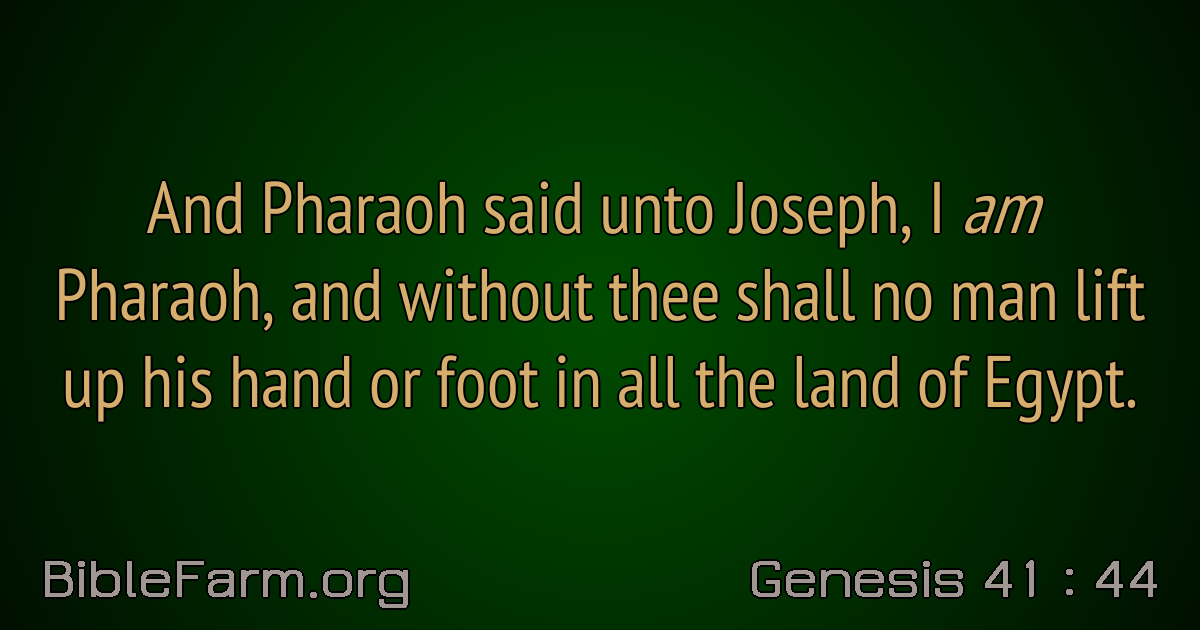 And Pharaoh said unto Joseph, I am
Pharaoh, and without thee shall no man lift
up his hand or foot in all the land of Egypt.
BibleFarm.org
Genesis 41 : 44